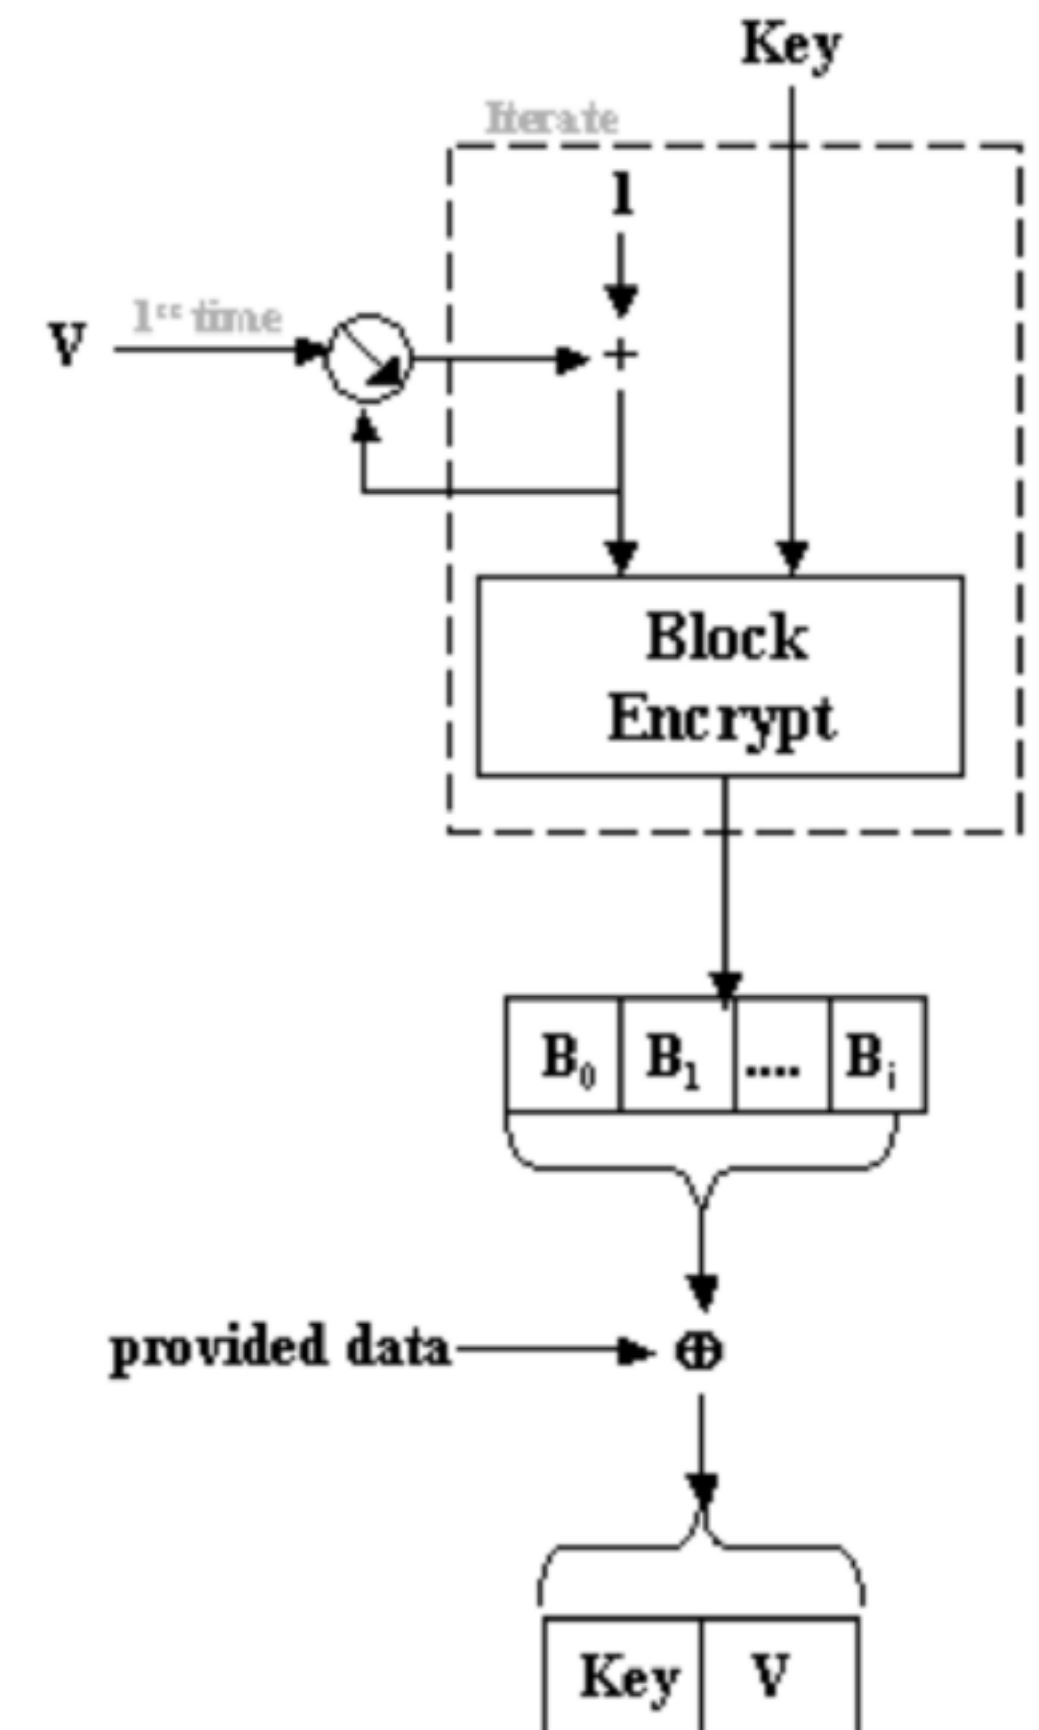 Key
Iterate
1
V
1st time
+
Block
Encrypt
B0 B1 .... Bi
provided data
⊕
Key V